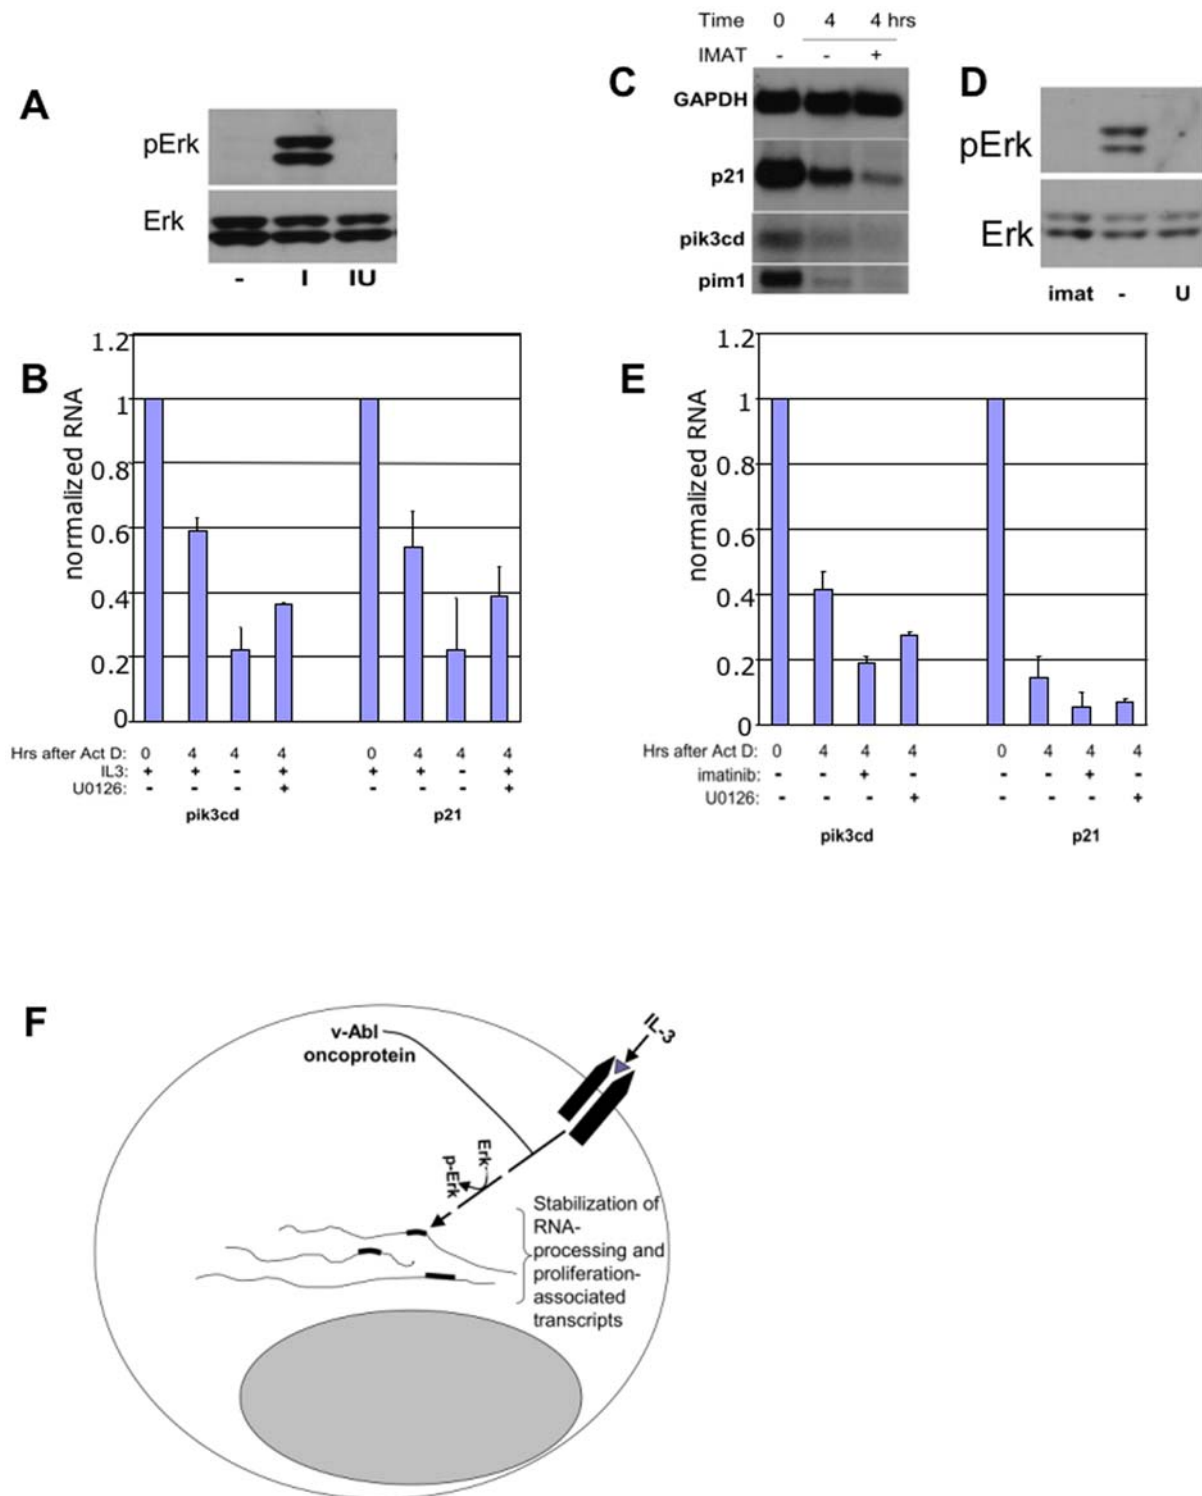 A
pErk
Erk
- I IU
C
Time 0 4 4 hrs
IMAT - - +
GAPDH
p21
pik3cd
pim1
D
pErk
Erk
imat - U
B
normalized RNA
1.2
1
0.8
0.6
0.4
0.2
0
Hrs after Act D: 0 4 4 4 0 4 4 4
IL3: + + - + + + - +
U0126: - - - + - - - +
pik3cd p21
E
normalized RNA
1.2
1
0.8
0.6
0.4
0.2
0
Hrs after Act D: 0 4 4 4 0 4 4 4
imatinib: - - + - - - + -
U0126: - - - + - - - +
pik3cd p21
F
v-Abl
oncoprotein
IL-3
Erk
p-Erk
Stabilization of
RNA-
processing and
proliferation-
associated
transcripts